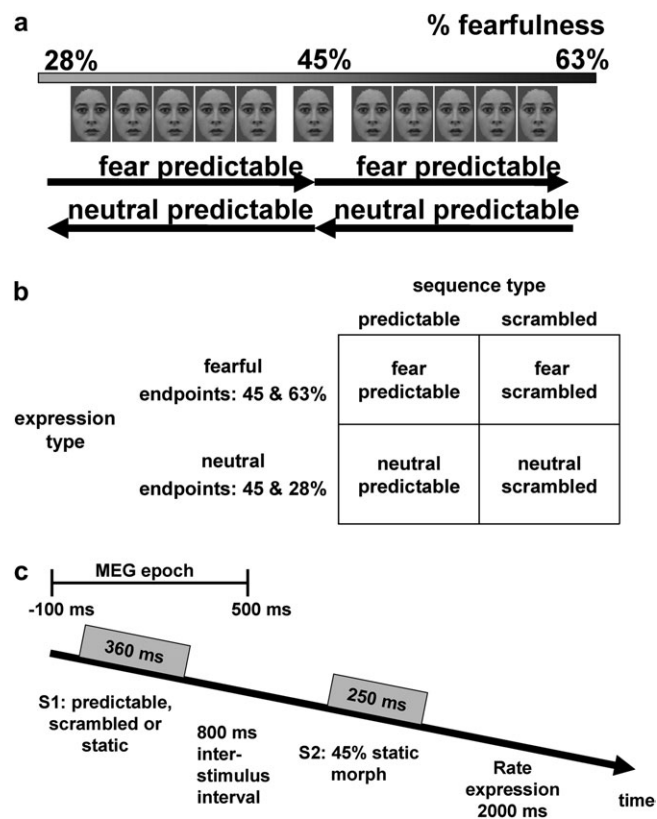 a
% fearfulness
28% 45% 63%
fear predictable fear predictable
neutral predictable neutral predictable
b
sequence type
predictable scrambled
fearful
endpoints: 45 & 63%
fear
predictable
fear
scrambled
expression
type
neutral
endpoints: 45 & 28%
neutral
predictable
neutral
scrambled
c
MEG epoch
-100 ms 500 ms
360 ms
S1: predictable,
scrambled or
static
800 ms
inter-
stimulus
interval
250 ms
S2: 45% static
morph
Rate
expression
2000 ms
time